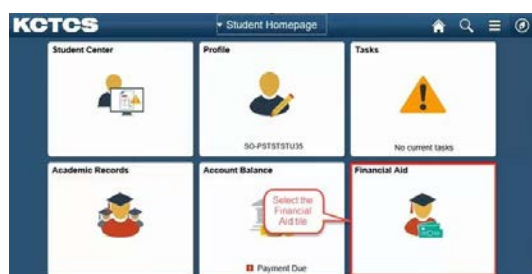 KCTCS
Student Homepage
Student Center
Profile
Tasks
SO-PSTSTSTU35
No current tasks
Academic Records
Account Balance
Financial Aid
Select the
Financial
Aid tile
Payment Due